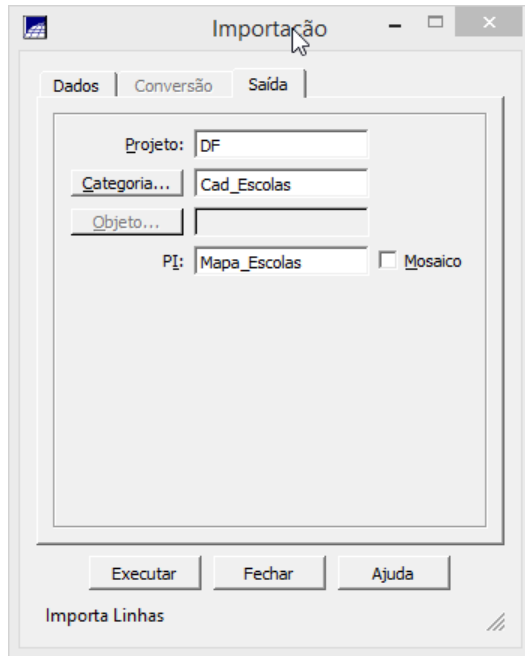 Importação
Dados Conversão Saída
Projeto: DF
Categoria... Cad_Escolas
Objeto...
PI: Mapa_Escolas Mosaico
Executar Fechar Ajuda
Importa Linhas